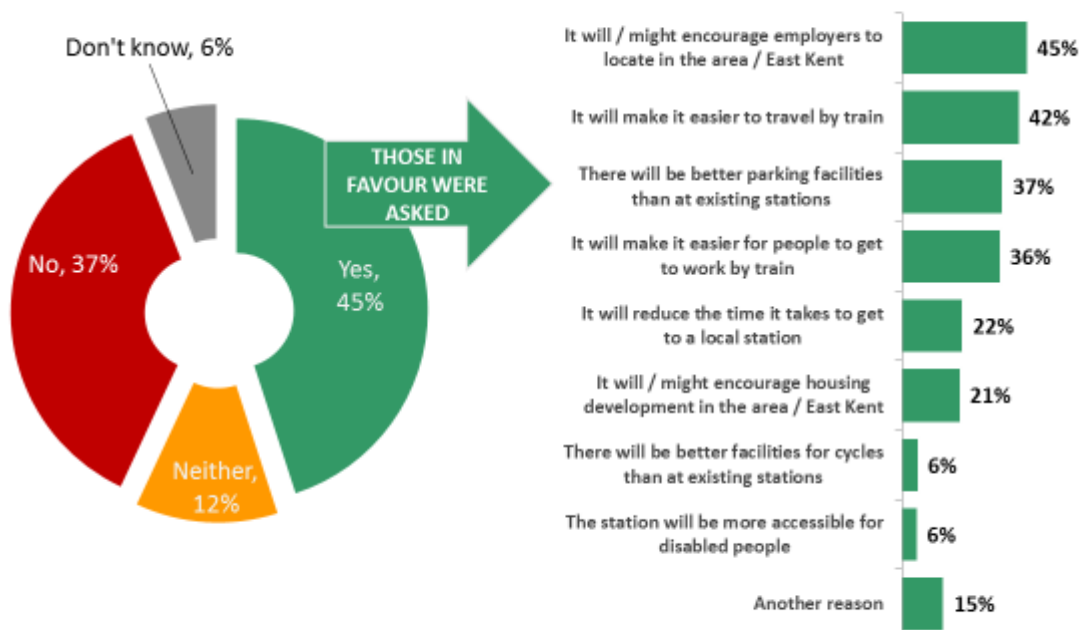 Don't know, 6%
No, 37%
Yes,
45%
Neither,
12%
THOSE IN
FAVOUR WERE
ASKED
It will / might encourage employers to
locate in the area / East Kent
45%
It will make it easier to travel by train
42%
There will be better parking facilities
than at existing stations
37%
It will make it easier for people to get
to work by train
36%
It will reduce the time it takes to get
to a local station
22%
It will / might encourage housing
development in the area / East Kent
21%
There will be better facilities for cycles
than at existing stations
6%
The station will be more accessible for
disabled people
6%
Another reason
15%